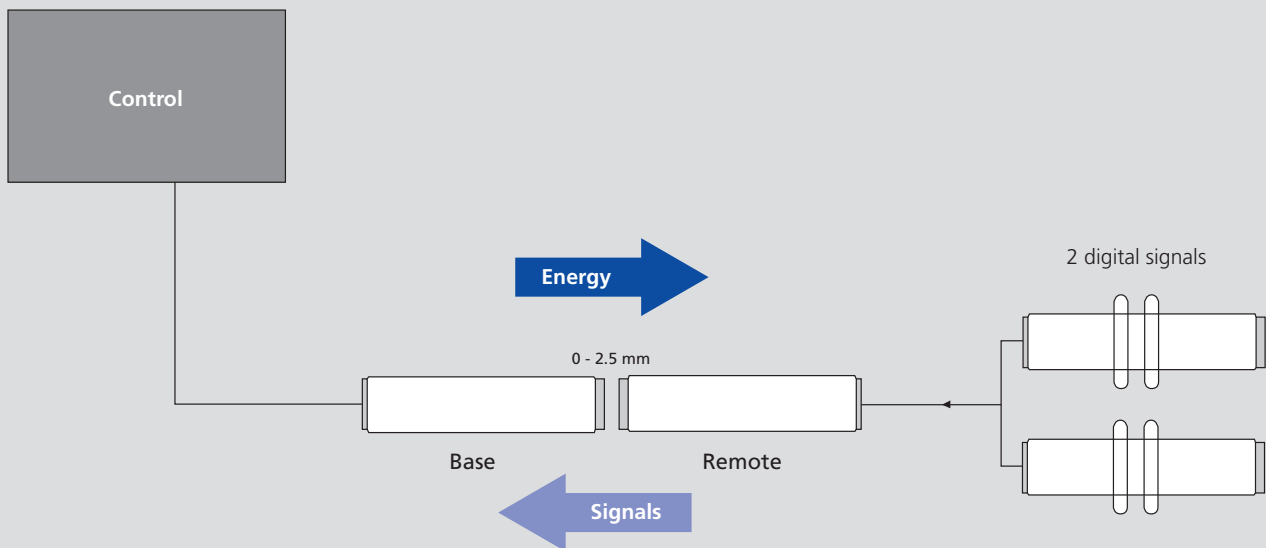 Control
Energy
2 digital signals
0 - 2.5 mm
Base
Remote
Signals